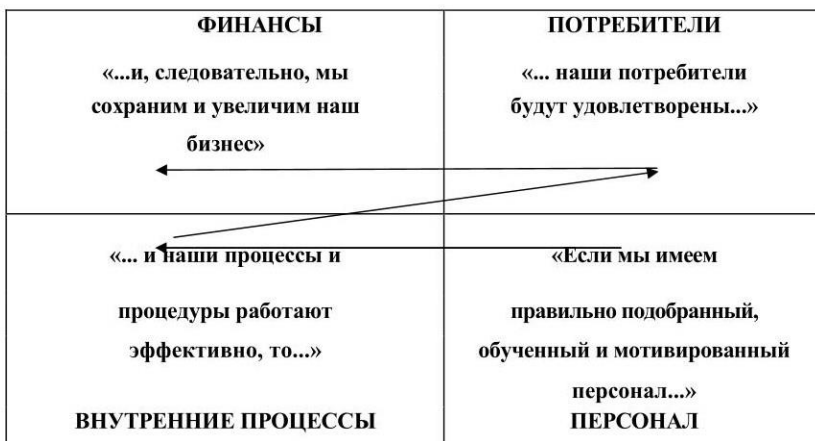 ФИНАНСЫ
«...и, следовательно, мы
сохраним и увеличим наш
бизнес»
ПОТРЕБИТЕЛИ
«... наши потребители
будут удовлетворены...»
«... и наши процессы и
процедуры работают
эффективно, то...»
ВНУТРЕННИЕ ПРОЦЕССЫ
«Если мы имеем
правильно подобранный,
обученный и мотивированный
персонал...»
ПЕРСОНАЛ